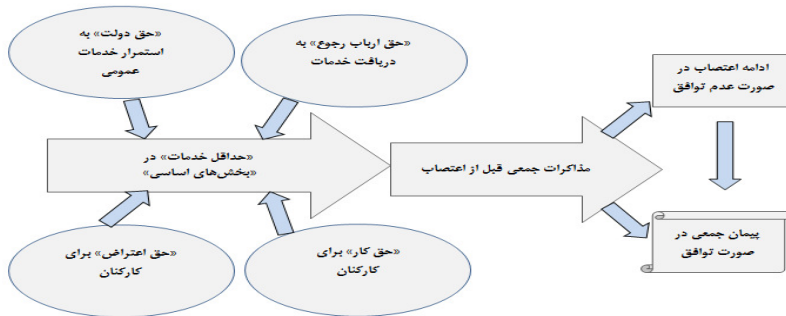 «حق دولت» به
استمرار خدمات
عمومی
«حق ارباب رجوع» به
دریافت خدمات
ادامه اعتصاب در
صورت عدم توافق
«حداقل خدمات» در
«بخش‌های اساسی»
مذاکرات جمعی قبل از اعتصاب
«حق اعتراض» برای
کارکنان
«حق کار» برای
کارکنان
پیمان جمعی در
صورت توافق